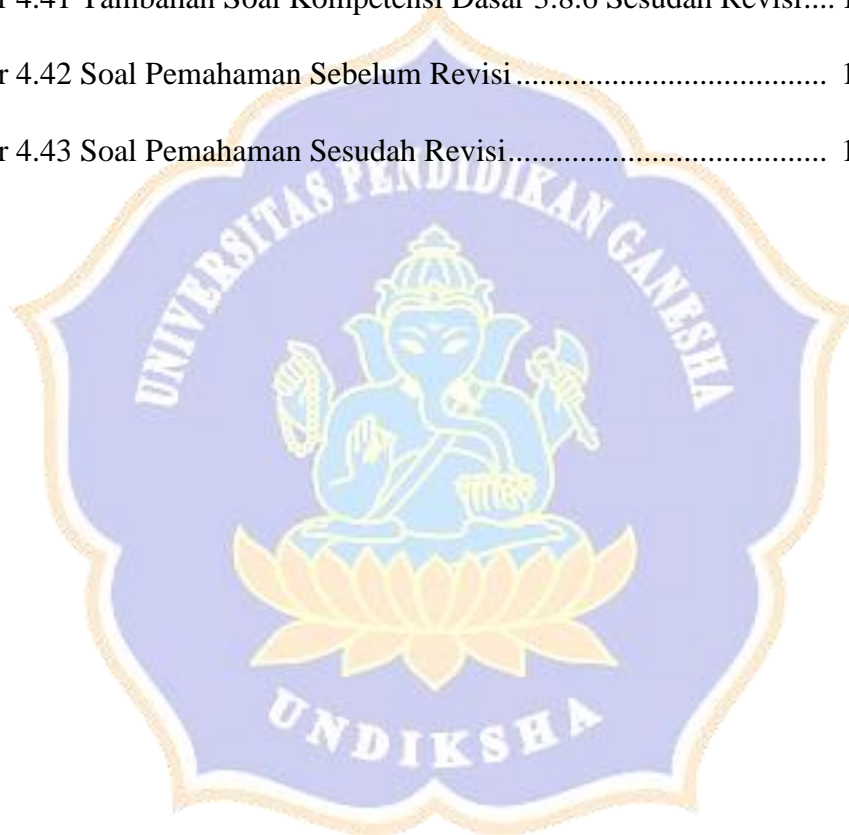 r 4.41 Tambahan Soal Kompetensi Dasar 3.8.6 Sesudah Revisi....
r 4.42 Soal Pemahaman Sebelum Revisi....................................... 1
r 4.43 Soal Pemahaman Sesudah Revisi........................................ 1
UNIVERSITAS PENDIDIKAN GANESHA
UNDIKSHA